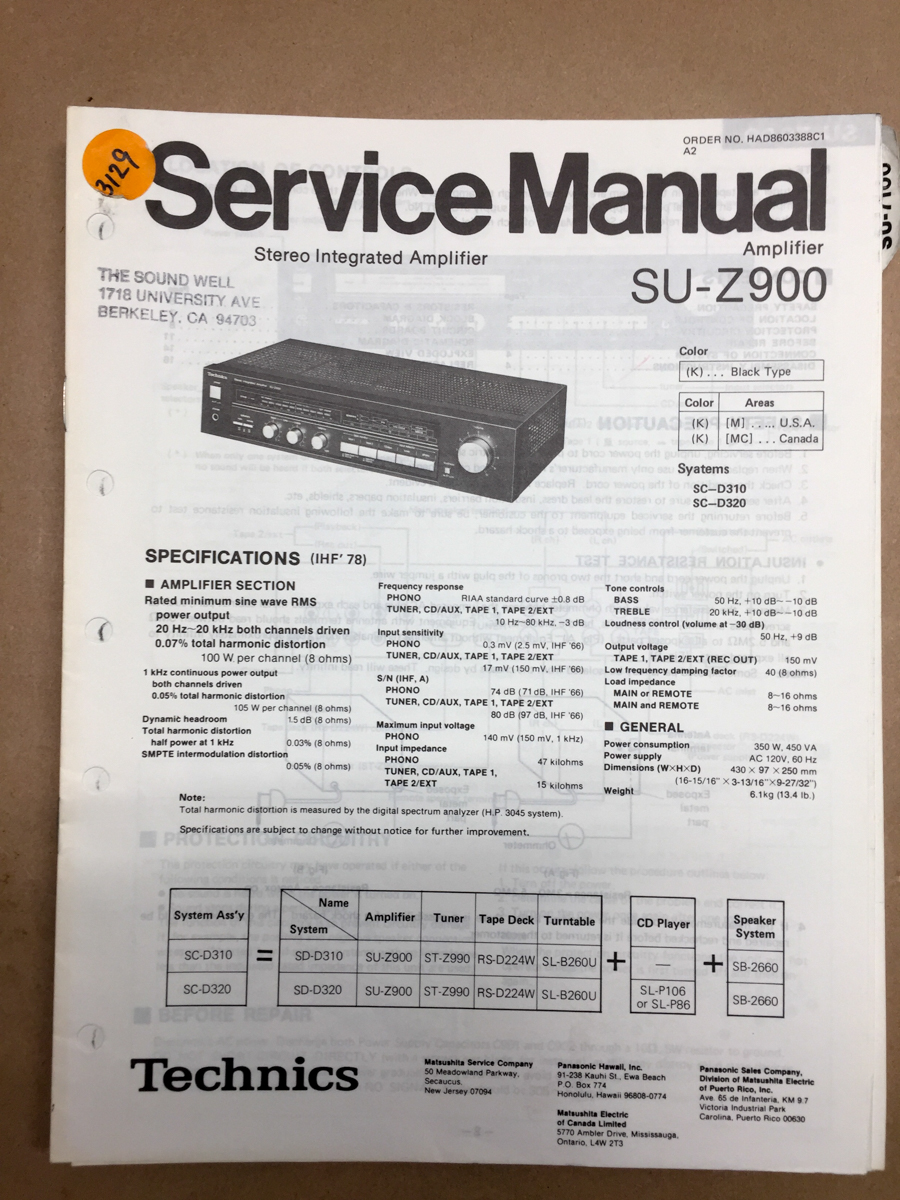 3129
ORDER NO. HAD8603388C1
A2
Service Manual
Stereo Integrated Amplifier
Amplifier
SU-Z900
THE SOUND WELL
1718 UNIVERSITY AVE
BERKELEY, CA 94703
Technics
Color
(K) . . . Black Type
Color Areas
(K) [M] . . . . . U.S.A.
(K) [MC] . . . Canada
Syatems
SC–D310
SC–D320
SPECIFICATIONS (IHF' 78)
■ AMPLIFIER SECTION
Rated minimum sine wave RMS
power output
20 Hz~20 kHz both channels driven
0.07% total harmonic distortion
100 W per channel (8 ohms)
1 kHz continuous power output
both channels driven
0.05% total harmonic distortion
105 W per channel (8 ohms)
Dynamic headroom 1.5 dB (8 ohms)
Total harmonic distortion
half power at 1 kHz 0.03% (8 ohms)
SMPTE intermodulation distortion
0.05% (8 ohms)
Frequency response
PHONO RIAA standard curve ±0.8 dB
TUNER, CD/AUX, TAPE 1, TAPE 2/EXT
10 Hz~80 kHz, −3 dB
Input sensitivity
PHONO 0.3 mV (2.5 mV, IHF '66)
TUNER, CD/AUX, TAPE 1, TAPE 2/EXT
17 mV (150 mV, IHF '66)
S/N (IHF, A)
PHONO 74 dB (71 dB, IHF '66)
TUNER, CD/AUX, TAPE 1, TAPE 2/EXT
80 dB (97 dB, IHF '66)
Maximum input voltage
PHONO 140 mV (150 mV, 1 kHz)
Input impedance
PHONO 47 kilohms
TUNER, CD/AUX, TAPE 1,
TAPE 2/EXT 15 kilohms
Tone controls
BASS 50 Hz, +10 dB~−10 dB
TREBLE 20 kHz, +10 dB~−10 dB
Loudness control (volume at −30 dB)
50 Hz, +9 dB
Output voltage
TAPE 1, TAPE 2/EXT (REC OUT) 150 mV
Low frequency damping factor 40 (8 ohms)
Load impedance
MAIN or REMOTE 8~16 ohms
MAIN and REMOTE 8~16 ohms
■ GENERAL
Power consumption 350 W, 450 VA
Power supply AC 120V, 60 Hz
Dimensions (W×H×D) 430 × 97 × 250 mm
(16-15/16" × 3-13/16" × 9-27/32")
Weight 6.1kg (13.4 lb.)
Note:
Total harmonic distortion is measured by the digital spectrum analyzer (H.P. 3045 system).
Specifications are subject to change without notice for further improvement.
System Ass'y Name System Amplifier Tuner Tape Deck Turntable CD Player Speaker System
SC-D310 = SD-D310 SU-Z900 ST-Z990 RS-D224W SL-B260U + — + SB-2660
SC-D320 SD-D320 SU-Z900 ST-Z990 RS-D224W SL-B260U SL-P106 or SL-P86 SB-2660
Technics
Matsushita Service Company
50 Meadowland Parkway,
Secaucus,
New Jersey 07094
Panasonic Hawaii, Inc.
91-238 Kauhi St., Ewa Beach
P.O. Box 774
Honolulu, Hawaii 96808-0774
Matsushita Electric
of Canada Limited
5770 Ambler Drive, Mississauga,
Ontario, L4W 2T3
Panasonic Sales Company,
Division of Matsushita Electric
of Puerto Rico, Inc.
Ave. 65 de Infanteria, KM 9.7
Victoria Industrial Park
Carolina, Puerto Rico 00630